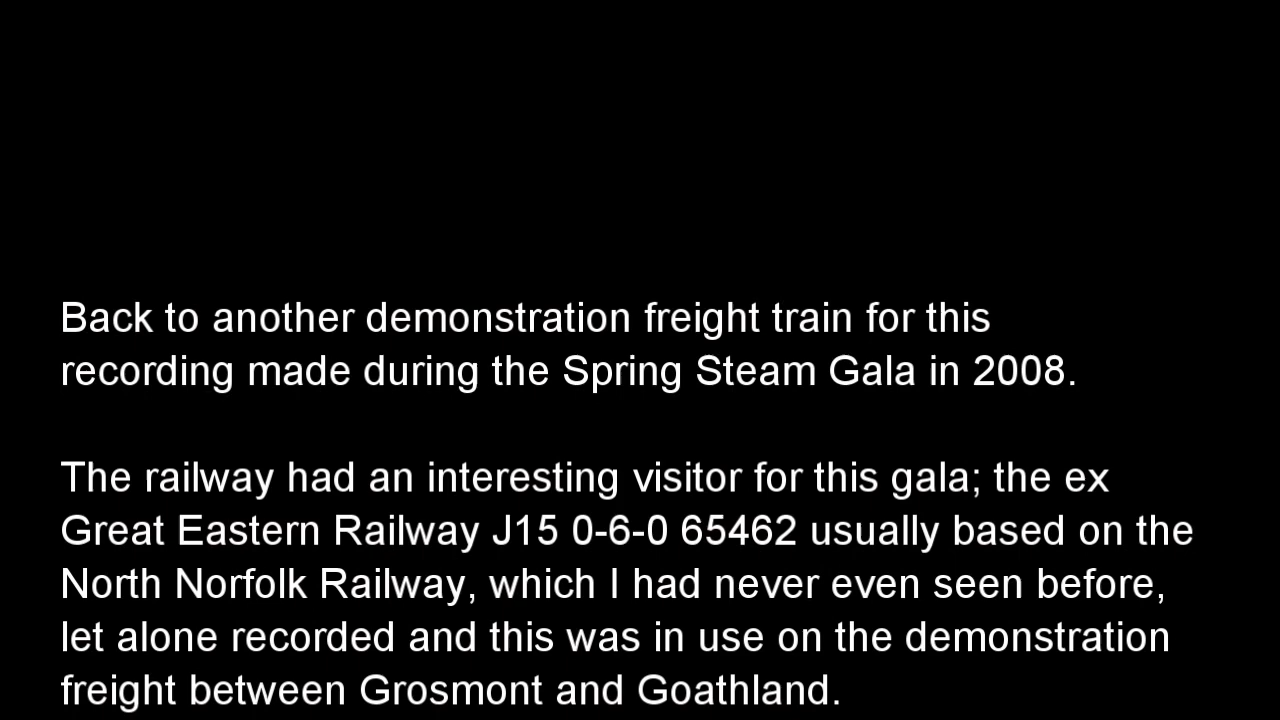 Back to another demonstration freight train for this
recording made during the Spring Steam Gala in 2008.
The railway had an interesting visitor for this gala; the ex
Great Eastern Railway J15 0-6-0 65462 usually based on the
North Norfolk Railway, which I had never even seen before,
let alone recorded and this was in use on the demonstration
freight between Grosmont and Goathland.